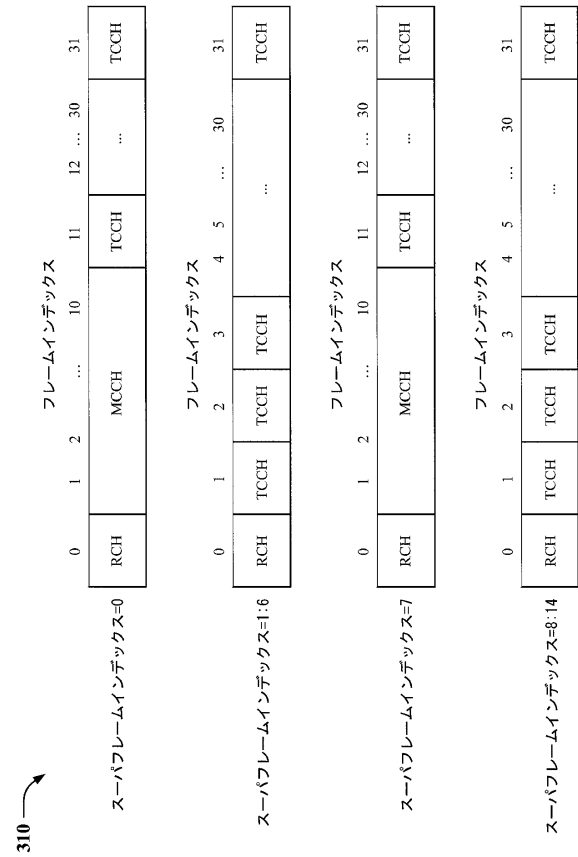 310
フレームインデックス
0 1 2 … 10 11 12 … 30 31
スーパフレームインデックス=0 RCH MCCH TCCH … TCCH
フレームインデックス
0 1 2 3 4 5 … 30 31
スーパフレームインデックス=1:6 RCH TCCH TCCH TCCH … TCCH
フレームインデックス
0 1 2 … 10 11 12 … 30 31
スーパフレームインデックス=7 RCH MCCH TCCH … TCCH
フレームインデックス
0 1 2 3 4 5 … 30 31
スーパフレームインデックス=8:14 RCH TCCH TCCH TCCH … TCCH